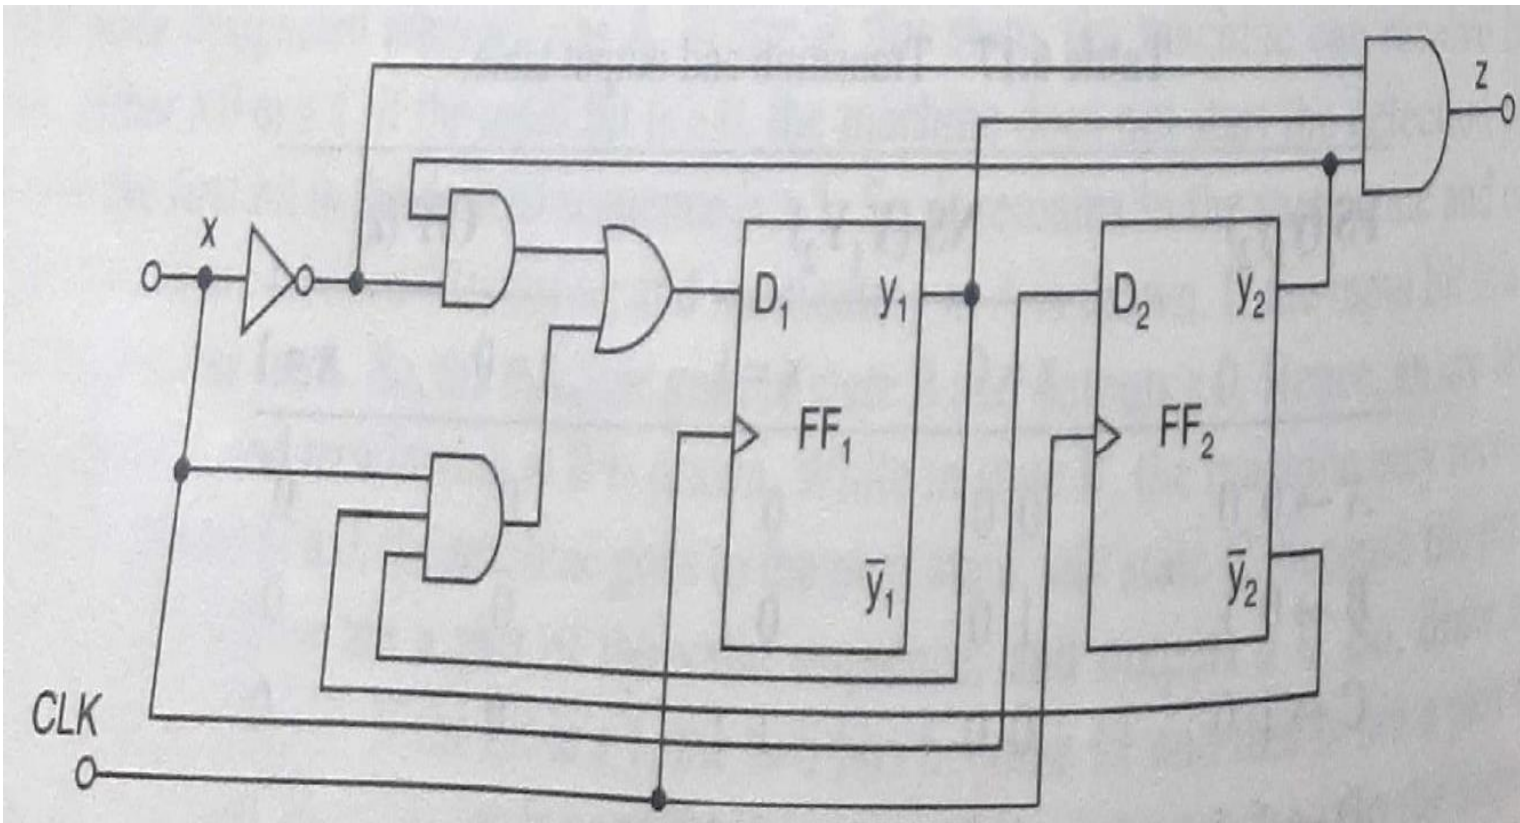 z
x
D₁ y₁ D₂ y₂
FF₁ FF₂
ȳ₁ ȳ₂
CLK